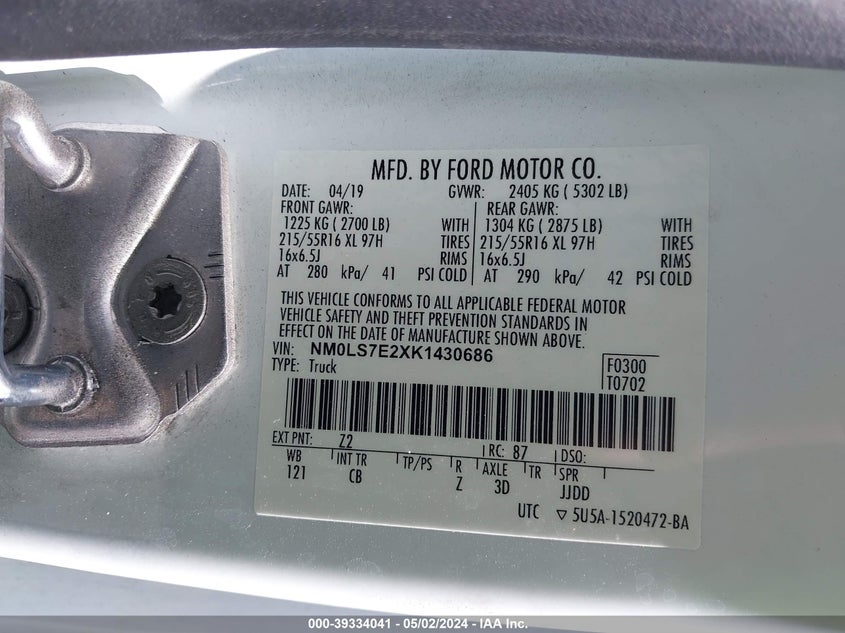 MFD. BY FORD MOTOR CO.
DATE: 04/19 GVWR: 2405 KG ( 5302 LB)
FRONT GAWR: REAR GAWR:
1225 KG ( 2700 LB) WITH 1304 KG ( 2875 LB) WITH
215/55R16 XL 97H TIRES 215/55R16 XL 97H TIRES
16x6.5J RIMS 16x6.5J RIMS
AT 280 kPa/ 41 PSI COLD AT 290 kPa/ 42 PSI COLD
THIS VEHICLE CONFORMS TO ALL APPLICABLE FEDERAL MOTOR
VEHICLE SAFETY AND THEFT PREVENTION STANDARDS IN
EFFECT ON THE DATE OF MANUFACTURE SHOWN ABOVE.
VIN: NM0LS7E2XK1430686 F0300
TYPE: Truck T0702
EXT PNT: Z2 RC: 87 DSO:
WB INT TR TP/PS R AXLE TR SPR
121 CB Z 3D JJDD
UTC ▽ 5U5A-1520472-BA
000-39334041 - 05/02/2024 - IAA Inc.